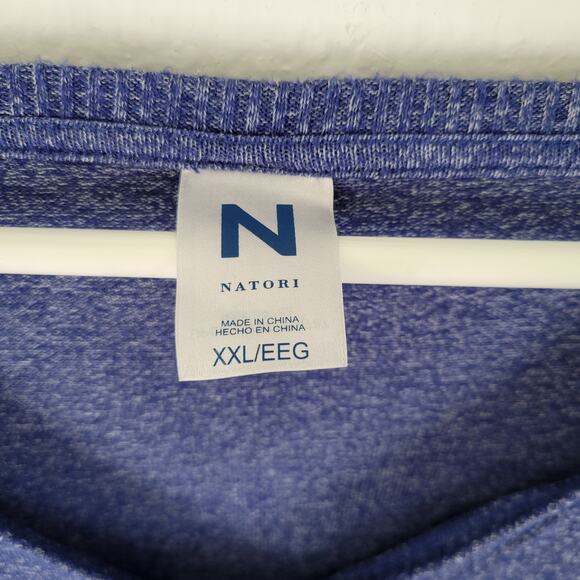 N
NATORI
MADE IN CHINA
HECHO EN CHINA
XXL/EEG